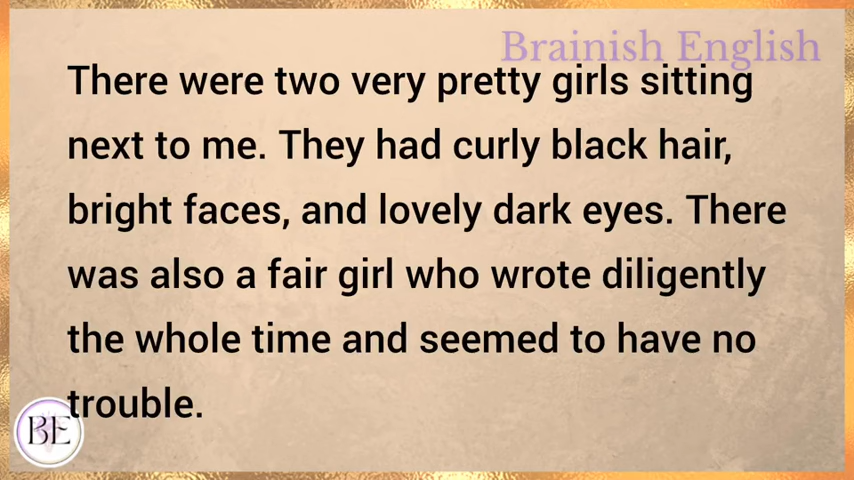 Brainish English
There were two very pretty girls sitting
next to me. They had curly black hair,
bright faces, and lovely dark eyes. There
was also a fair girl who wrote diligently
the whole time and seemed to have no
trouble.
BE